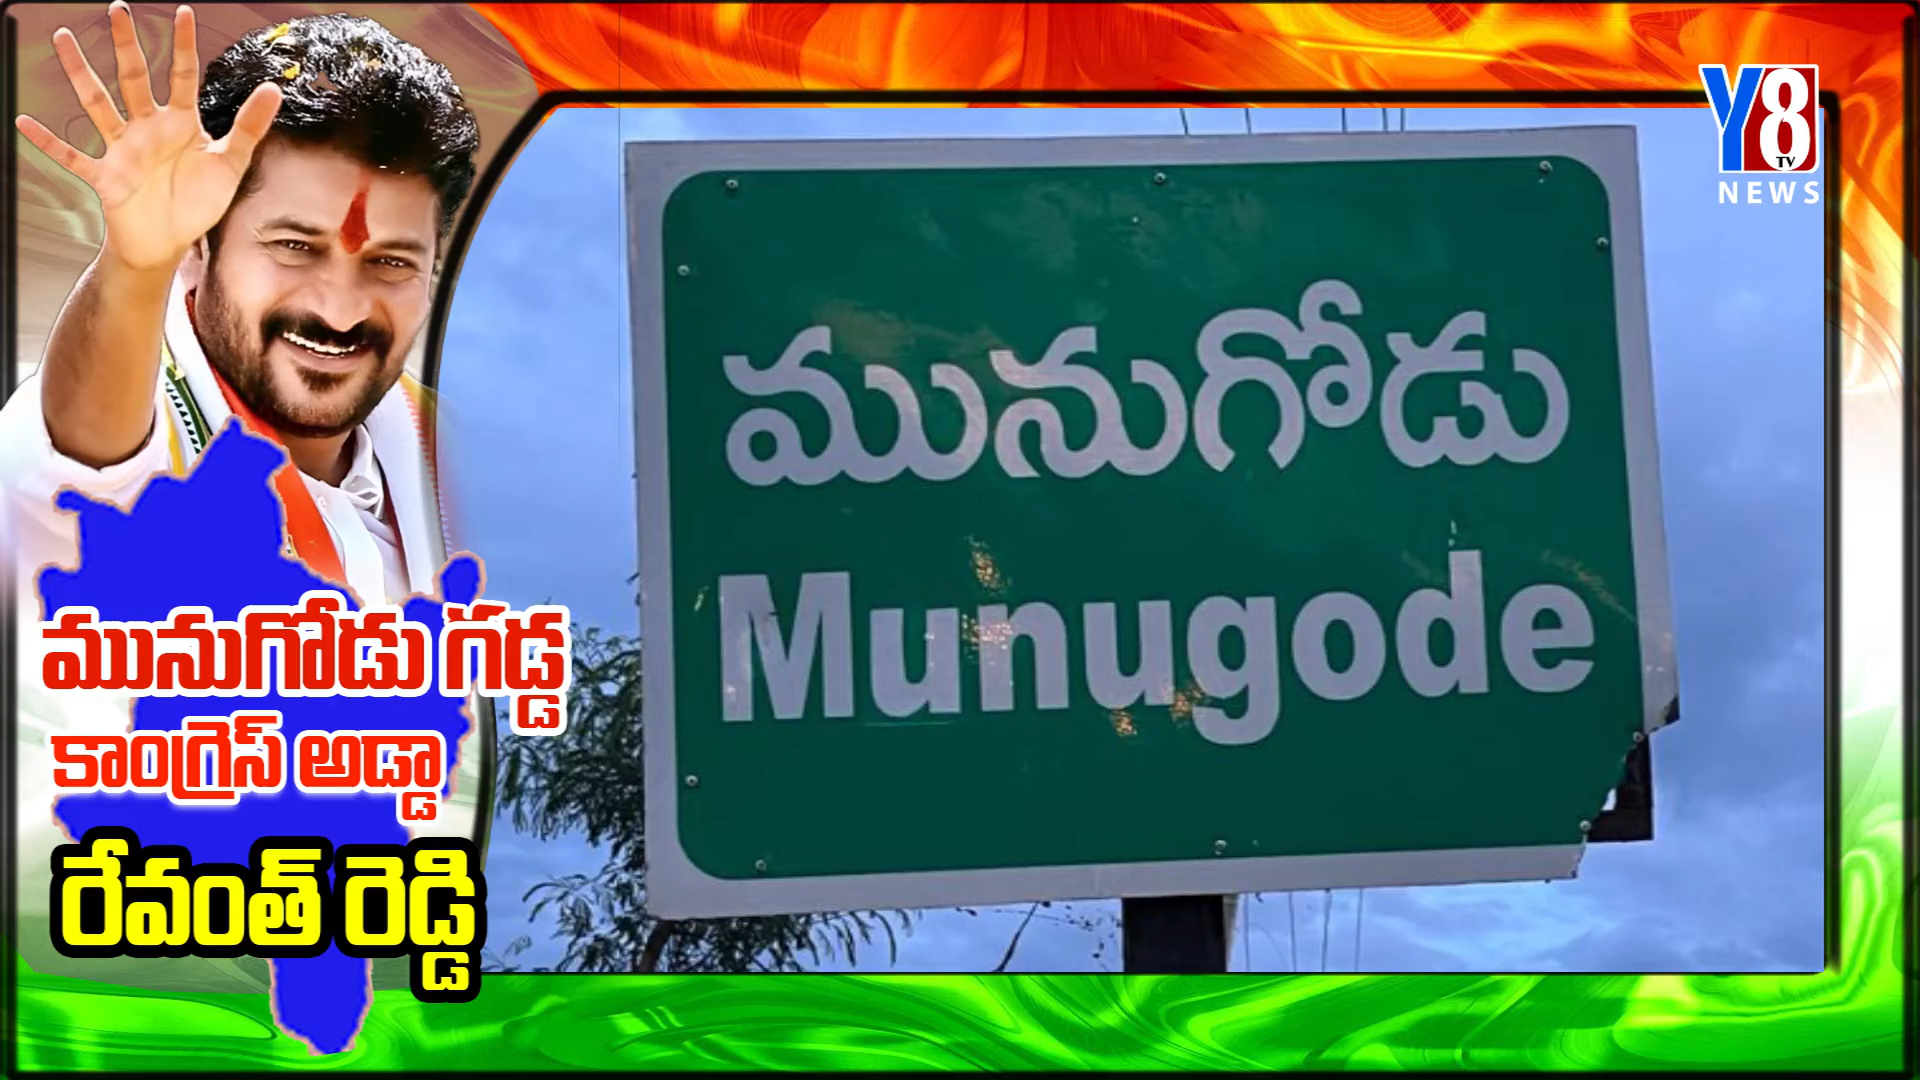 Y8
TV
NEWS
మునుగోడు
Munugode
మునుగోడు గడ్డ
కాంగ్రెస్ అడ్డా
రేవంత్ రెడ్డి